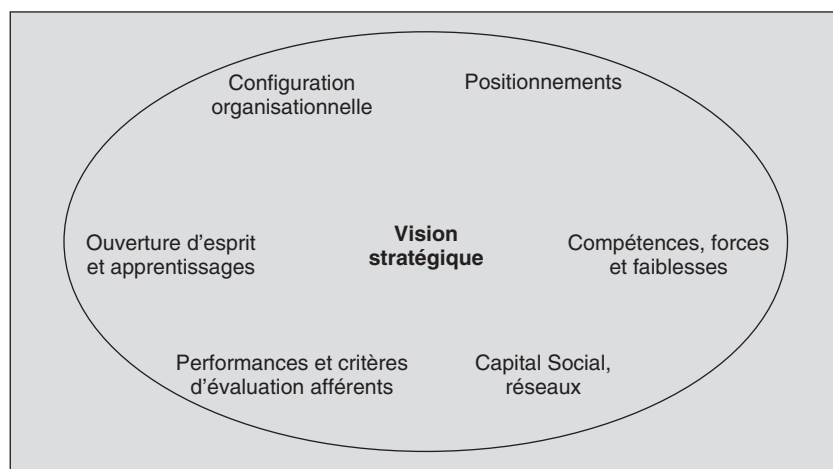 Configuration
organisationnelle
Positionnements
Ouverture d'esprit
et apprentissages
Vision
stratégique
Compétences, forces
et faiblesses
Performances et critères
d'évaluation afférents
Capital Social,
réseaux